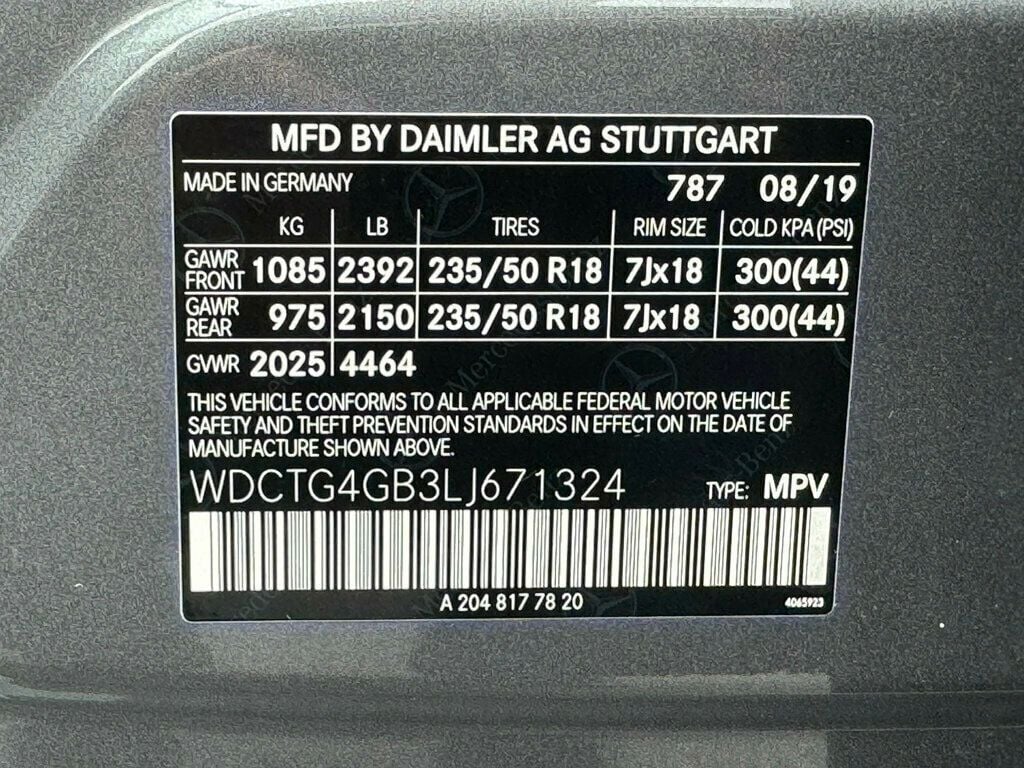 MFD BY DAIMLER AG STUTTGART
MADE IN GERMANY 787 08/19
KG LB TIRES RIM SIZE COLD KPA (PSI)
GAWR FRONT 1085 2392 235/50 R18 7Jx18 300(44)
GAWR REAR 975 2150 235/50 R18 7Jx18 300(44)
GVWR 2025 4464
THIS VEHICLE CONFORMS TO ALL APPLICABLE FEDERAL MOTOR VEHICLE
SAFETY AND THEFT PREVENTION STANDARDS IN EFFECT ON THE DATE OF
MANUFACTURE SHOWN ABOVE.
WDCTG4GB3LJ671324 TYPE: MPV
A 204 817 78 20 4065923